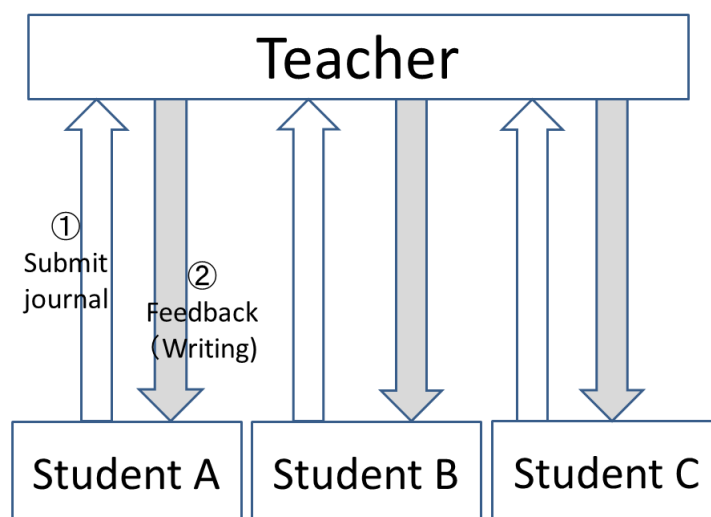 Teacher
①
Submit
journal
②
Feedback
（Writing)
Student A
Student B
Student C